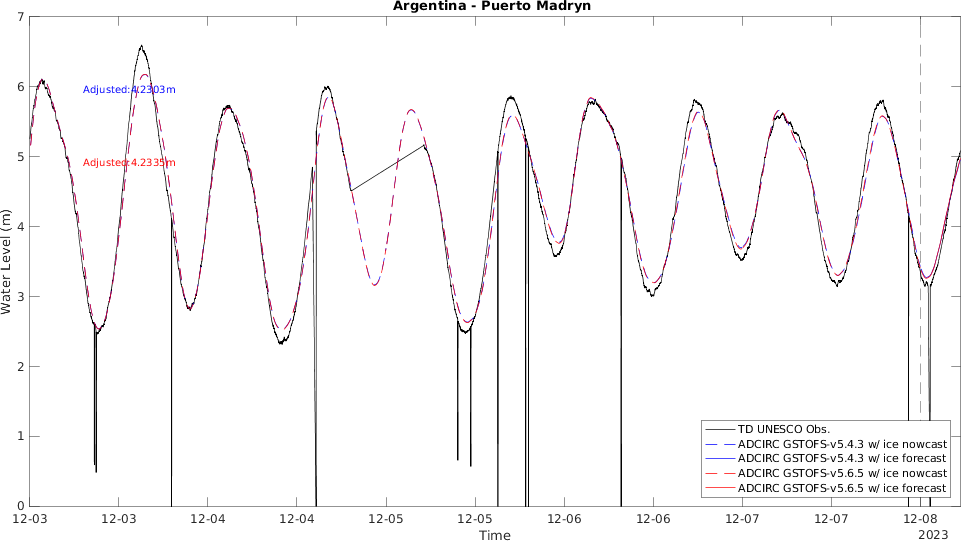 Argentina - Puerto Madryn
7
6
5
4
3
2
1
0
Water Level (m)
Adjusted:4.2303m
Adjusted:4.2335m
TD UNESCO Obs.
ADCIRC GSTOFS-v5.4.3 w/ ice nowcast
ADCIRC GSTOFS-v5.4.3 w/ ice forecast
ADCIRC GSTOFS-v5.6.5 w/ ice nowcast
ADCIRC GSTOFS-v5.6.5 w/ ice forecast
12-03 12-03 12-04 12-04 12-05 12-05 12-06 12-06 12-07 12-07 12-08
Time
2023